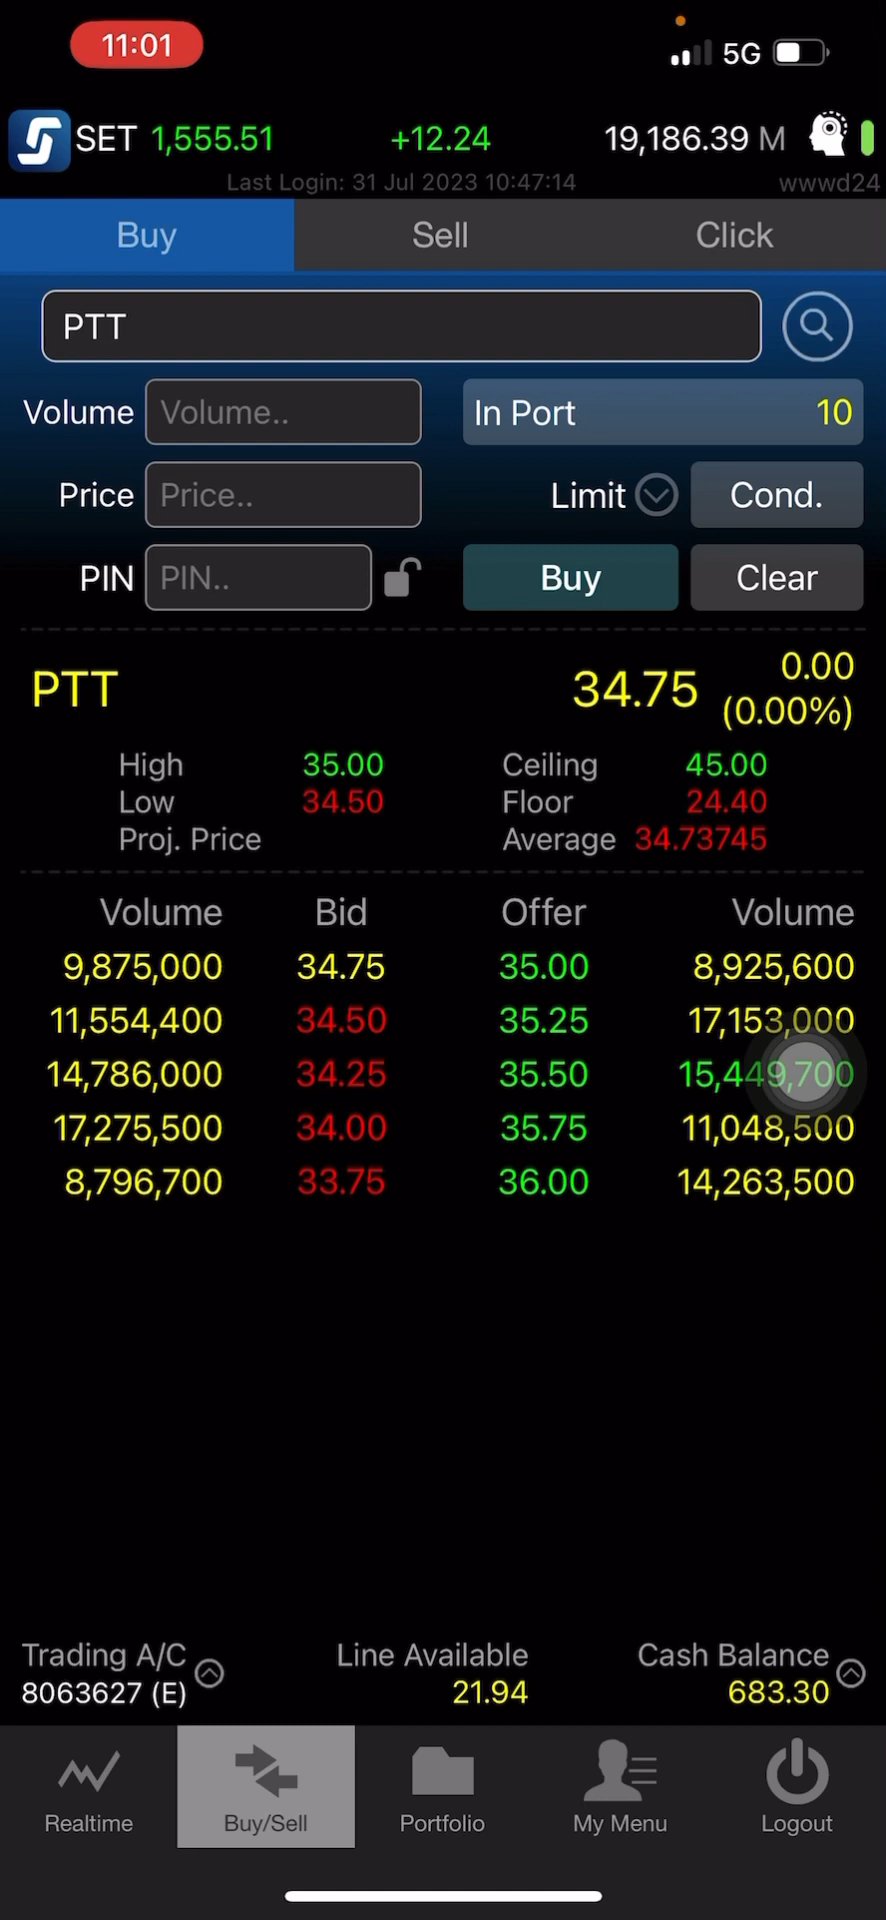 11:01 5G
SET 1,555.51 +12.24 19,186.39 M
Last Login: 31 Jul 2023 10:47:14 wwwd24
Buy Sell Click
PTT
Volume Volume.. In Port 10
Price Price.. Limit Cond.
PIN PIN.. Buy Clear
PTT 34.75 0.00
(0.00%)
High 35.00 Ceiling 45.00
Low 34.50 Floor 24.40
Proj. Price Average 34.73745
Volume Bid Offer Volume
9,875,000 34.75 35.00 8,925,600
11,554,400 34.50 35.25 17,153,000
14,786,000 34.25 35.50 15,449,700
17,275,500 34.00 35.75 11,048,500
8,796,700 33.75 36.00 14,263,500
Trading A/C Line Available Cash Balance
8063627 (E) 21.94 683.30
Realtime Buy/Sell Portfolio My Menu Logout